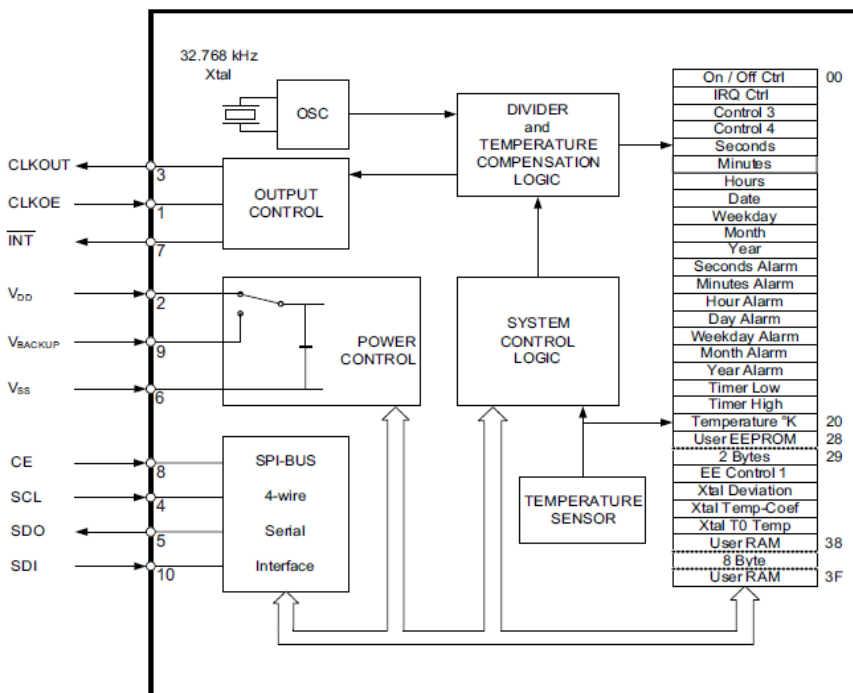 32.768 kHz
Xtal
OSC
DIVIDER
and
TEMPERATURE
COMPENSATION
LOGIC
CLKOUT
3
CLKOE
1
INT
7
OUTPUT
CONTROL
VDD
2
VBACKUP
9
VSS
6
POWER
CONTROL
SYSTEM
CONTROL
LOGIC
CE
8
SCL
4
SDO
5
SDI
10
SPI-BUS
4-wire
Serial
Interface
TEMPERATURE
SENSOR
On / Off Ctrl 00
IRQ Ctrl
Control 3
Control 4
Seconds
Minutes
Hours
Date
Weekday
Month
Year
Seconds Alarm
Minutes Alarm
Hour Alarm
Day Alarm
Weekday Alarm
Month Alarm
Year Alarm
Timer Low
Timer High
Temperature °K 20
User EEPROM 28
2 Bytes 29
EE Control 1
Xtal Deviation
Xtal Temp-Coef
Xtal T0 Temp
User RAM 38
8 Byte
User RAM 3F